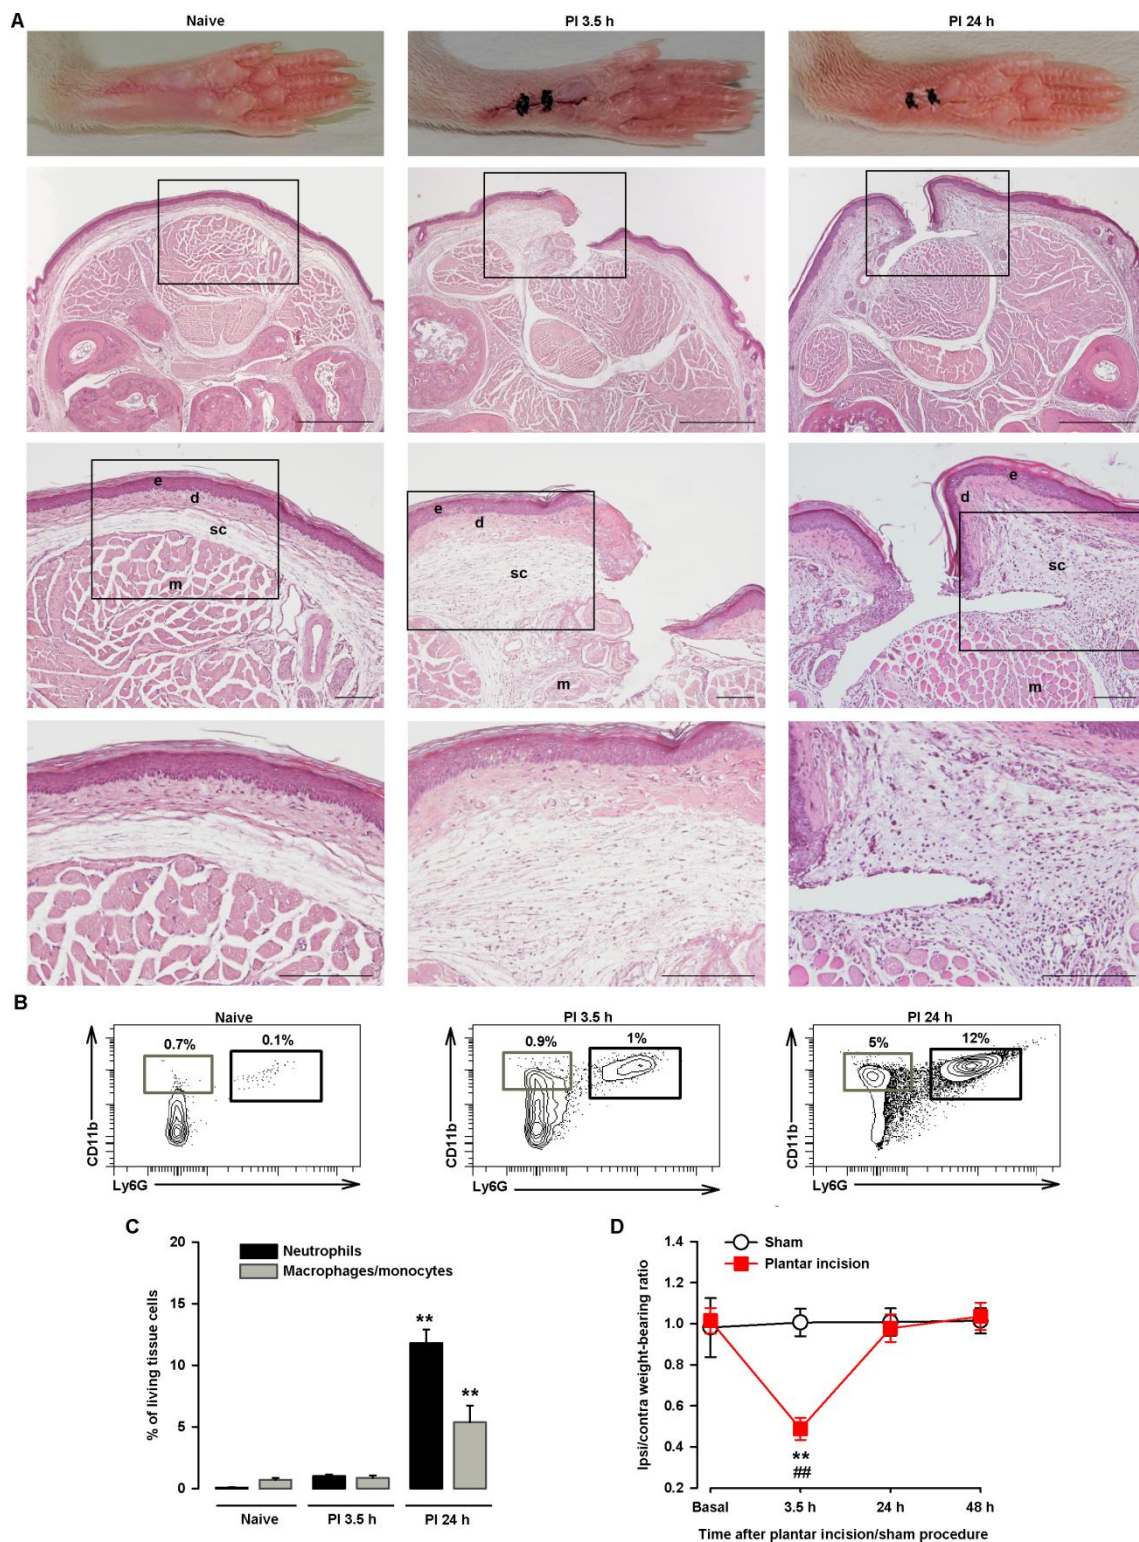 A
Naive
PI 3.5 h
PI 24 h
e
d
sc
m
e
d
sc
m
e
d
sc
m
B
Naive
PI 3.5 h
PI 24 h
0.7%
0.1%
0.9%
1%
5%
12%
CD11b
CD11b
CD11b
Ly6G
Ly6G
Ly6G
C
20
15
10
5
0
% of living tissue cells
Neutrophils
Macrophages/monocytes
**
**
Naive
PI 3.5 h
PI 24 h
D
1.4
1.2
1.0
0.8
0.6
0.4
0.2
Ipsi/contra weight-bearing ratio
Sham
Plantar incision
**
##
Basal
3.5 h
24 h
48 h
Time after plantar incision/sham procedure